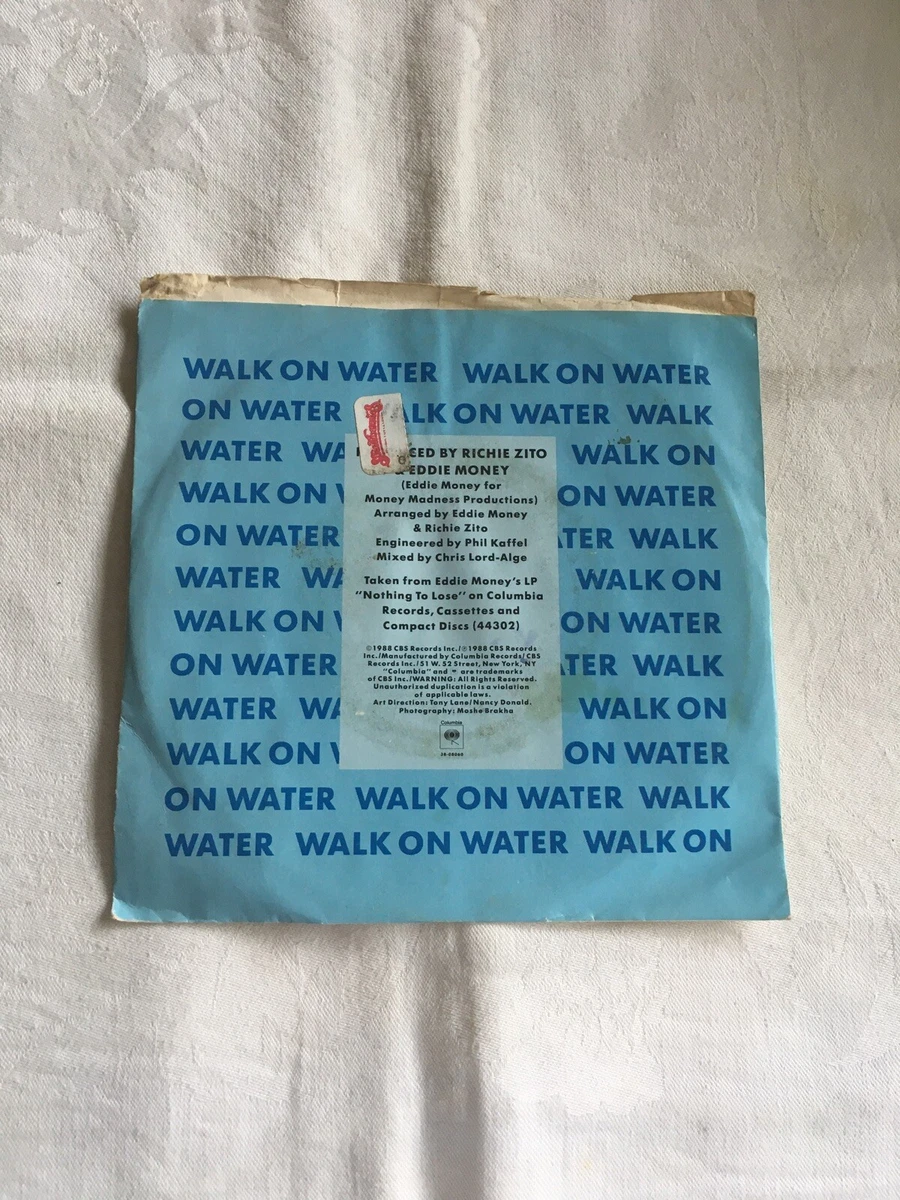 WALK ON WATER WALK ON WATER
ON WATER ALK ON WATER WALK
WATER WA WALK ON
WALK ON ON WATER
ON WATER TER WALK
WATER WA WALK ON
WALK ON ON WATER
ON WATER TER WALK
WATER WA WALK ON
WALK ON ON WATER
ON WATER WALK ON WATER WALK
WATER WALK ON WATER WALK ON
CED BY RICHIE ZITO
& EDDIE MONEY
(Eddie Money for
Money Madness Productions)
Arranged by Eddie Money
& Richie Zito
Engineered by Phil Kaffel
Mixed by Chris Lord-Alge
Taken from Eddie Money's LP
"Nothing To Lose" on Columbia
Records, Cassettes and
Compact Discs (44302)
©1988 CBS Records Inc./℗1988 CBS Records
Inc./Manufactured by Columbia Records/CBS
Records Inc./51 W. 52 Street, New York, NY
"Columbia" and are trademarks
of CBS Inc./WARNING: All Rights Reserved.
Unauthorized duplication is a violation
of applicable laws.
Art Direction: Tony Lane/Nancy Donald.
Photography: Moshe Brakha
Columbia